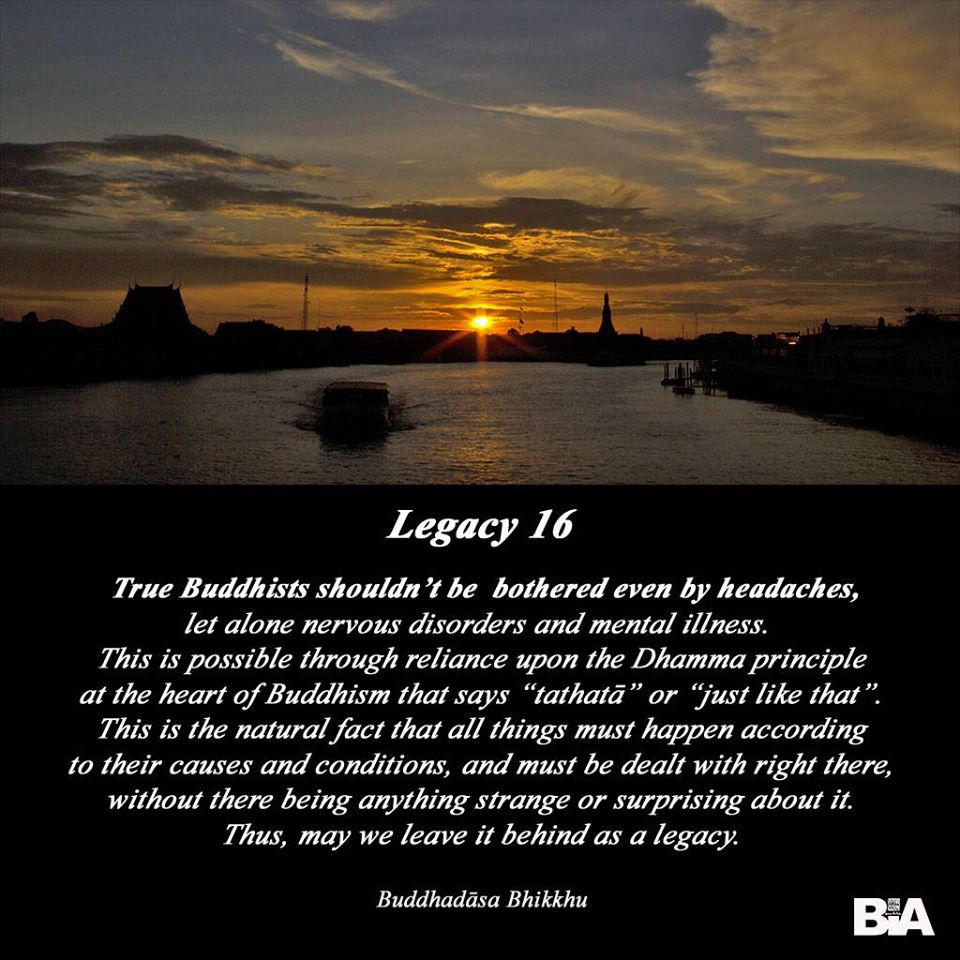 Legacy 16
True Buddhists shouldn’t be  bothered even by headaches,
let alone nervous disorders and mental illness.
This is possible through reliance upon the Dhamma principle
at the heart of Buddhism that says “tathatā” or “just like that”.
This is the natural fact that all things must happen according
to their causes and conditions, and must be dealt with right there,
without there being anything strange or surprising about it.
Thus, may we leave it behind as a legacy.
Buddhadāsa Bhikkhu
BiA